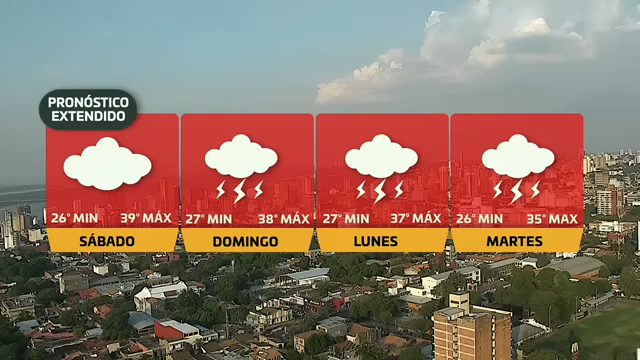 PRONÓSTICO
EXTENDIDO
26° MIN 39° MÁX
SÁBADO
27° MIN 38° MÁX
DOMINGO
27° MIN 37° MÁX
LUNES
26° MIN 35° MAX
MARTES